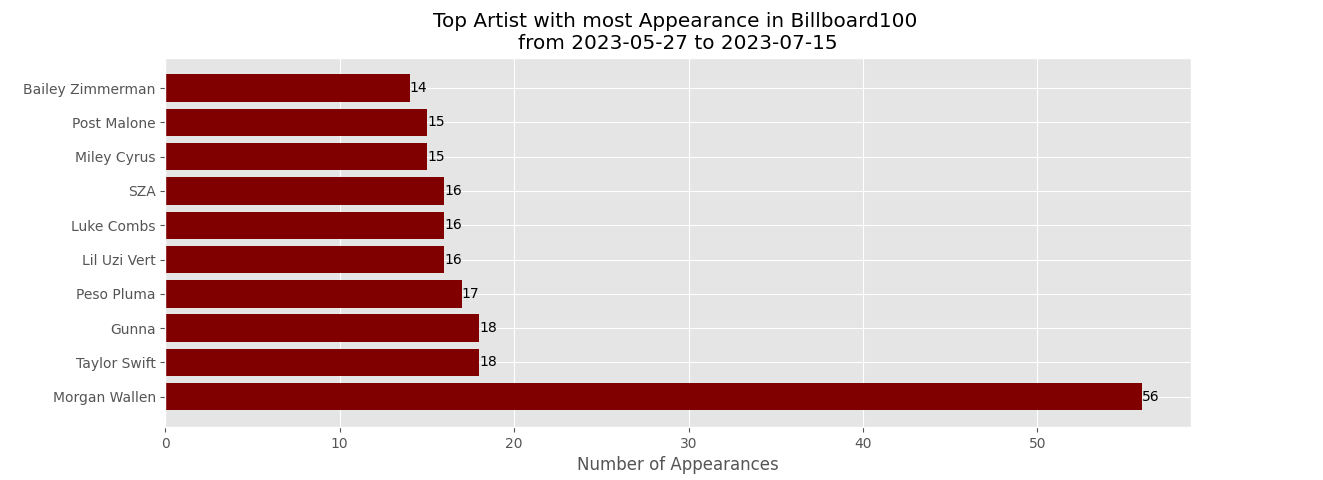 Top Artist with most Appearance in Billboard100
from 2023-05-27 to 2023-07-15
Bailey Zimmerman 14
Post Malone 15
Miley Cyrus 15
SZA 16
Luke Combs 16
Lil Uzi Vert 16
Peso Pluma 17
Gunna 18
Taylor Swift 18
Morgan Wallen 56
0 10 20 30 40 50
Number of Appearances